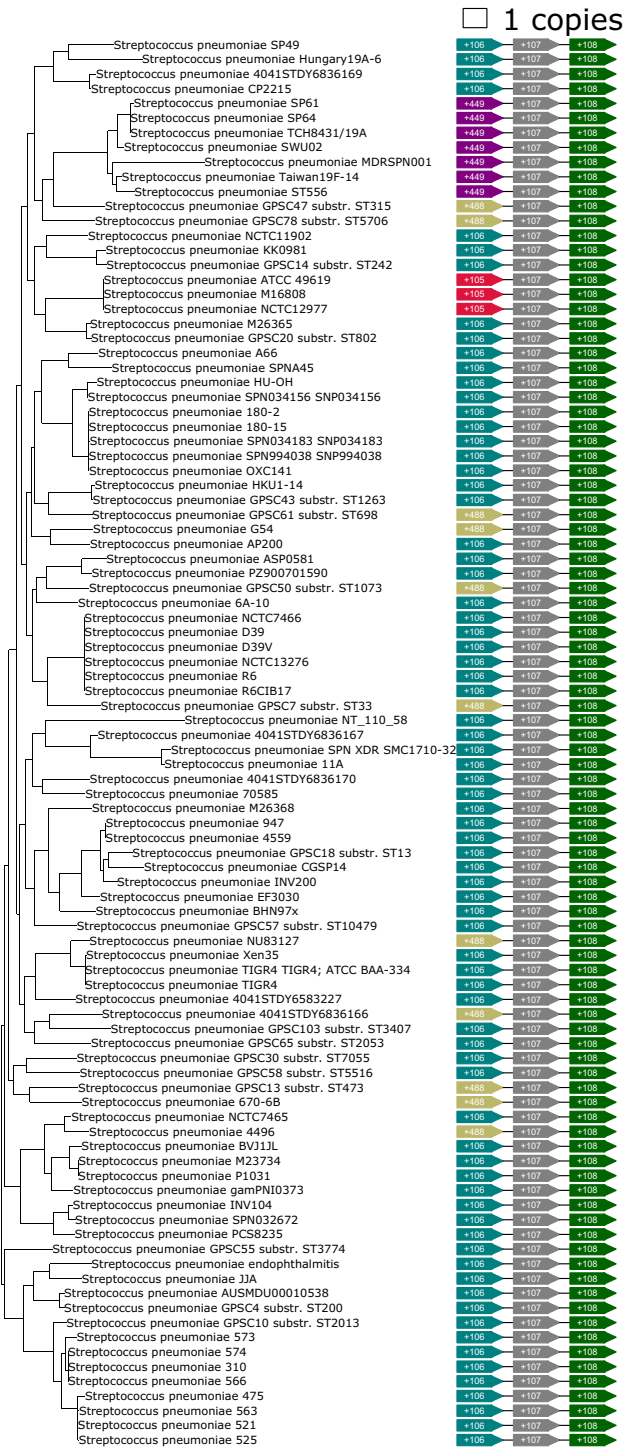 1 copies
Streptococcus pneumoniae SP49 +106 +107 +108
Streptococcus pneumoniae Hungary19A-6 +106 +107 +108
Streptococcus pneumoniae 4041STDY6836169 +106 +107 +108
Streptococcus pneumoniae CP2215 +106 +107 +108
Streptococcus pneumoniae SP61 +449 +107 +108
Streptococcus pneumoniae SP64 +449 +107 +108
Streptococcus pneumoniae TCH8431/19A +449 +107 +108
Streptococcus pneumoniae SWU02 +449 +107 +108
Streptococcus pneumoniae MDRSPN001 +449 +107 +108
Streptococcus pneumoniae Taiwan19F-14 +449 +107 +108
Streptococcus pneumoniae ST556 +449 +107 +108
Streptococcus pneumoniae GPSC47 substr. ST315 +488 +107 +108
Streptococcus pneumoniae GPSC78 substr. ST5706 +488 +107 +108
Streptococcus pneumoniae NCTC11902 +106 +107 +108
Streptococcus pneumoniae KK0981 +106 +107 +108
Streptococcus pneumoniae GPSC14 substr. ST242 +106 +107 +108
Streptococcus pneumoniae ATCC 49619 +105 +107 +108
Streptococcus pneumoniae M16808 +105 +107 +108
Streptococcus pneumoniae NCTC12977 +105 +107 +108
Streptococcus pneumoniae M26365 +106 +107 +108
Streptococcus pneumoniae GPSC20 substr. ST802 +106 +107 +108
Streptococcus pneumoniae A66 +106 +107 +108
Streptococcus pneumoniae SPNA45 +106 +107 +108
Streptococcus pneumoniae HU-OH +106 +107 +108
Streptococcus pneumoniae SPN034156 SNP034156 +106 +107 +108
Streptococcus pneumoniae 180-2 +106 +107 +108
Streptococcus pneumoniae 180-15 +106 +107 +108
Streptococcus pneumoniae SPN034183 SNP034183 +106 +107 +108
Streptococcus pneumoniae SPN994038 SNP994038 +106 +107 +108
Streptococcus pneumoniae OXC141 +106 +107 +108
Streptococcus pneumoniae HKU1-14 +106 +107 +108
Streptococcus pneumoniae GPSC43 substr. ST1263 +106 +107 +108
Streptococcus pneumoniae GPSC61 substr. ST698 +488 +107 +108
Streptococcus pneumoniae G54 +488 +107 +108
Streptococcus pneumoniae AP200 +106 +107 +108
Streptococcus pneumoniae ASP0581 +106 +107 +108
Streptococcus pneumoniae PZ900701590 +106 +107 +108
Streptococcus pneumoniae GPSC50 substr. ST1073 +488 +107 +108
Streptococcus pneumoniae 6A-10 +106 +107 +108
Streptococcus pneumoniae NCTC7466 +106 +107 +108
Streptococcus pneumoniae D39 +106 +107 +108
Streptococcus pneumoniae D39V +106 +107 +108
Streptococcus pneumoniae NCTC13276 +106 +107 +108
Streptococcus pneumoniae R6 +106 +107 +108
Streptococcus pneumoniae R6CIB17 +106 +107 +108
Streptococcus pneumoniae GPSC7 substr. ST33 +488 +107 +108
Streptococcus pneumoniae NT_110_58 +106 +107 +108
Streptococcus pneumoniae 4041STDY6836167 +106 +107 +108
Streptococcus pneumoniae SPN XDR SMC1710-32 +106 +107 +108
Streptococcus pneumoniae 11A +106 +107 +108
Streptococcus pneumoniae 4041STDY6836170 +106 +107 +108
Streptococcus pneumoniae 70585 +106 +107 +108
Streptococcus pneumoniae M26368 +106 +107 +108
Streptococcus pneumoniae 947 +106 +107 +108
Streptococcus pneumoniae 4559 +106 +107 +108
Streptococcus pneumoniae GPSC18 substr. ST13 +106 +107 +108
Streptococcus pneumoniae CGSP14 +106 +107 +108
Streptococcus pneumoniae INV200 +106 +107 +108
Streptococcus pneumoniae EF3030 +106 +107 +108
Streptococcus pneumoniae BHN97x +106 +107 +108
Streptococcus pneumoniae GPSC57 substr. ST10479 +106 +107 +108
Streptococcus pneumoniae NU83127 +488 +107 +108
Streptococcus pneumoniae Xen35 +106 +107 +108
Streptococcus pneumoniae TIGR4 TIGR4; ATCC BAA-334 +106 +107 +108
Streptococcus pneumoniae TIGR4 +106 +107 +108
Streptococcus pneumoniae 4041STDY6583227 +106 +107 +108
Streptococcus pneumoniae 4041STDY6836166 +488 +107 +108
Streptococcus pneumoniae GPSC103 substr. ST3407 +106 +107 +108
Streptococcus pneumoniae GPSC65 substr. ST2053 +106 +107 +108
Streptococcus pneumoniae GPSC30 substr. ST7055 +106 +107 +108
Streptococcus pneumoniae GPSC58 substr. ST5516 +106 +107 +108
Streptococcus pneumoniae GPSC13 substr. ST473 +488 +107 +108
Streptococcus pneumoniae 670-6B +488 +107 +108
Streptococcus pneumoniae NCTC7465 +106 +107 +108
Streptococcus pneumoniae 4496 +488 +107 +108
Streptococcus pneumoniae BVJ1JL +106 +107 +108
Streptococcus pneumoniae M23734 +106 +107 +108
Streptococcus pneumoniae P1031 +106 +107 +108
Streptococcus pneumoniae gamPNI0373 +106 +107 +108
Streptococcus pneumoniae INV104 +106 +107 +108
Streptococcus pneumoniae SPN032672 +106 +107 +108
Streptococcus pneumoniae PCS8235 +106 +107 +108
Streptococcus pneumoniae GPSC55 substr. ST3774 +106 +107 +108
Streptococcus pneumoniae endophthalmitis +106 +107 +108
Streptococcus pneumoniae JJA +106 +107 +108
Streptococcus pneumoniae AUSMDU00010538 +106 +107 +108
Streptococcus pneumoniae GPSC4 substr. ST200 +106 +107 +108
Streptococcus pneumoniae GPSC10 substr. ST2013 +106 +107 +108
Streptococcus pneumoniae 573 +106 +107 +108
Streptococcus pneumoniae 574 +106 +107 +108
Streptococcus pneumoniae 310 +106 +107 +108
Streptococcus pneumoniae 566 +106 +107 +108
Streptococcus pneumoniae 475 +106 +107 +108
Streptococcus pneumoniae 563 +106 +107 +108
Streptococcus pneumoniae 521 +106 +107 +108
Streptococcus pneumoniae 525 +106 +107 +108